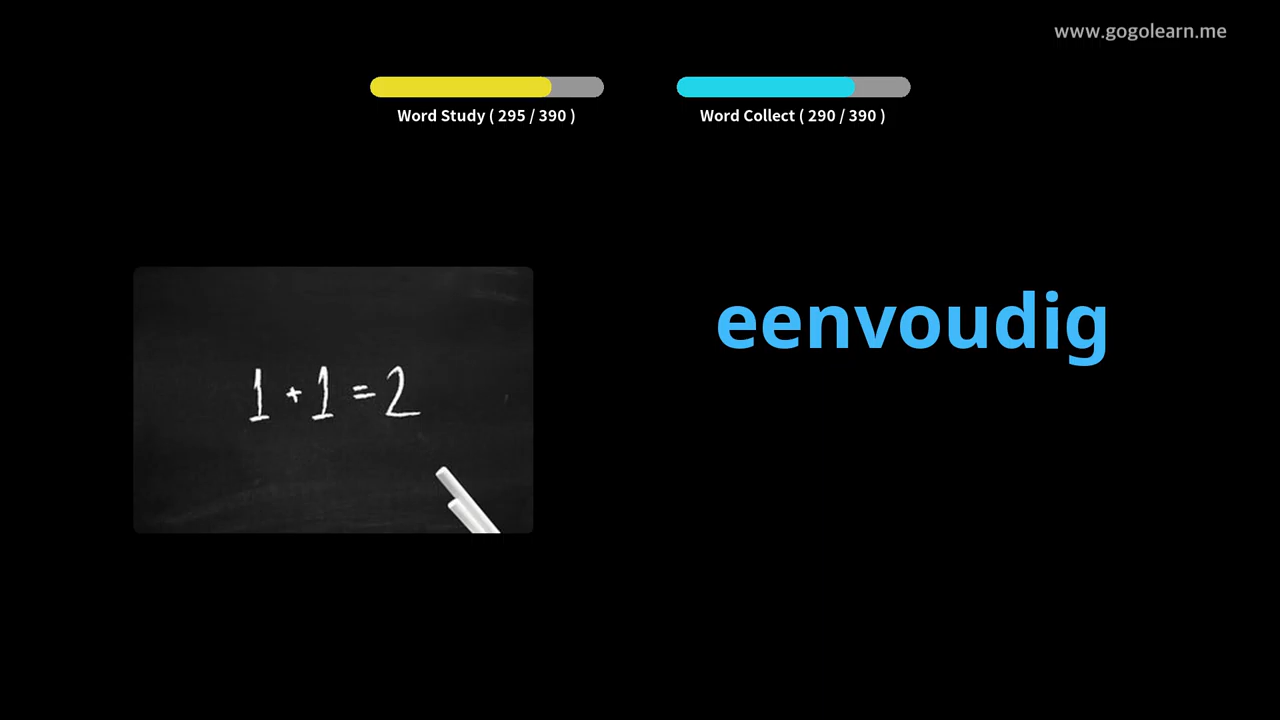 www.gogolearn.me
Word Study ( 295 / 390 )
Word Collect ( 290 / 390 )
eenvoudig
1 + 1 = 2